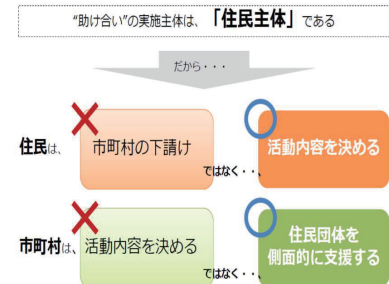 “助け合い”の実施主体は、「住民主体」である
だから・・・
住民は、 市町村の下請け ではなく・・、 活動内容を決める
市町村は、 活動内容を決める ではなく・・、 住民団体を
側面的に支援する